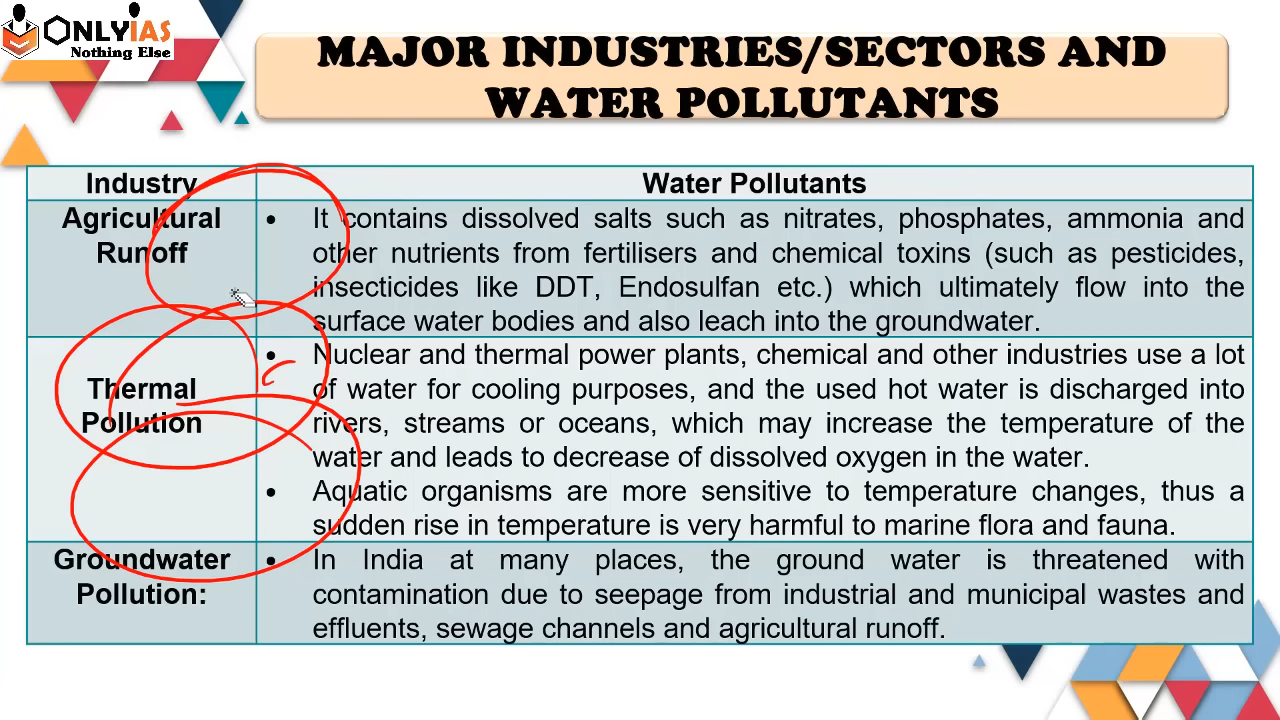 ONLYIAS
Nothing Else
MAJOR INDUSTRIES/SECTORS AND
WATER POLLUTANTS
Industry
Water Pollutants
Agricultural
Runoff
• It contains dissolved salts such as nitrates, phosphates, ammonia and
other nutrients from fertilisers and chemical toxins (such as pesticides,
insecticides like DDT, Endosulfan etc.) which ultimately flow into the
surface water bodies and also leach into the groundwater.
Thermal
Pollution
• Nuclear and thermal power plants, chemical and other industries use a lot
of water for cooling purposes, and the used hot water is discharged into
rivers, streams or oceans, which may increase the temperature of the
water and leads to decrease of dissolved oxygen in the water.
• Aquatic organisms are more sensitive to temperature changes, thus a
sudden rise in temperature is very harmful to marine flora and fauna.
Groundwater
Pollution:
• In India at many places, the ground water is threatened with
contamination due to seepage from industrial and municipal wastes and
effluents, sewage channels and agricultural runoff.